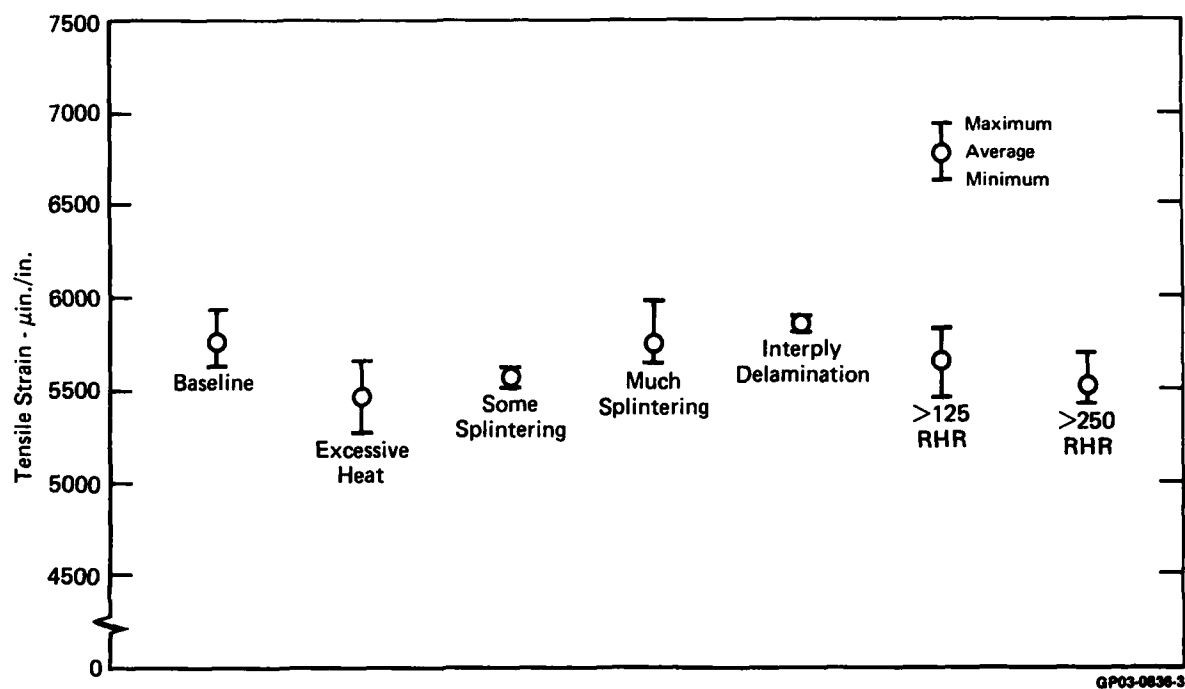 7500
7000
6500
6000
5500
5000
4500
0
Tensile Strain - μin./in.
Maximum
Average
Minimum
Baseline
Excessive
Heat
Some
Splintering
Much
Splintering
Interply
Delamination
>125
RHR
>250
RHR
GP03-0836-3